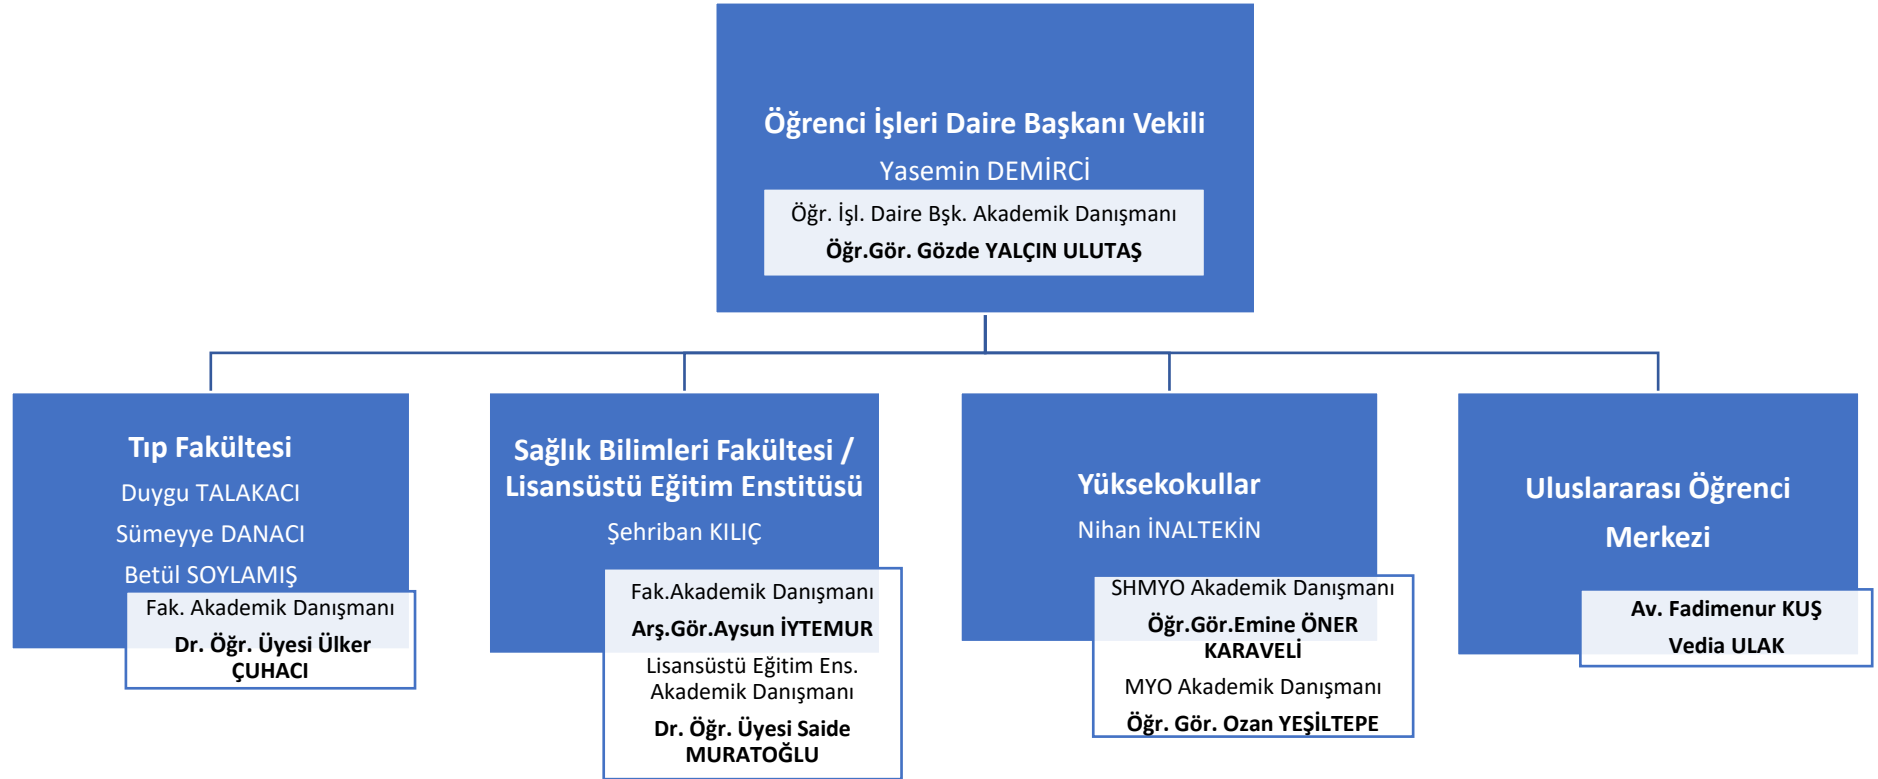 Öğrenci İşleri Daire Başkanı Vekili
Yasemin DEMİRCİ
Öğr. İşl. Daire Bşk. Akademik Danışmanı
Öğr.Gör. Gözde YALÇIN ULUTAŞ
Tıp Fakültesi
Duygu TALAKACI
Sümeyye DANACI
Betül SOYLAMIŞ
Fak. Akademik Danışmanı
Dr. Öğr. Üyesi Ülker
ÇUHACI
Sağlık Bilimleri Fakültesi /
Lisansüstü Eğitim Enstitüsü
Şehriban KILIÇ
Fak.Akademik Danışmanı
Arş.Gör.Aysun İYTEMUR
Lisansüstü Eğitim Ens.
Akademik Danışmanı
Dr. Öğr. Üyesi Saide
MURATOĞLU
Yüksekokullar
Nihan İNALTEKİN
SHMYO Akademik Danışmanı
Öğr.Gör.Emine ÖNER
KARAVELİ
MYO Akademik Danışmanı
Öğr. Gör. Ozan YEŞİLTEPE
Uluslararası Öğrenci
Merkezi
Av. Fadimenur KUŞ
Vedia ULAK